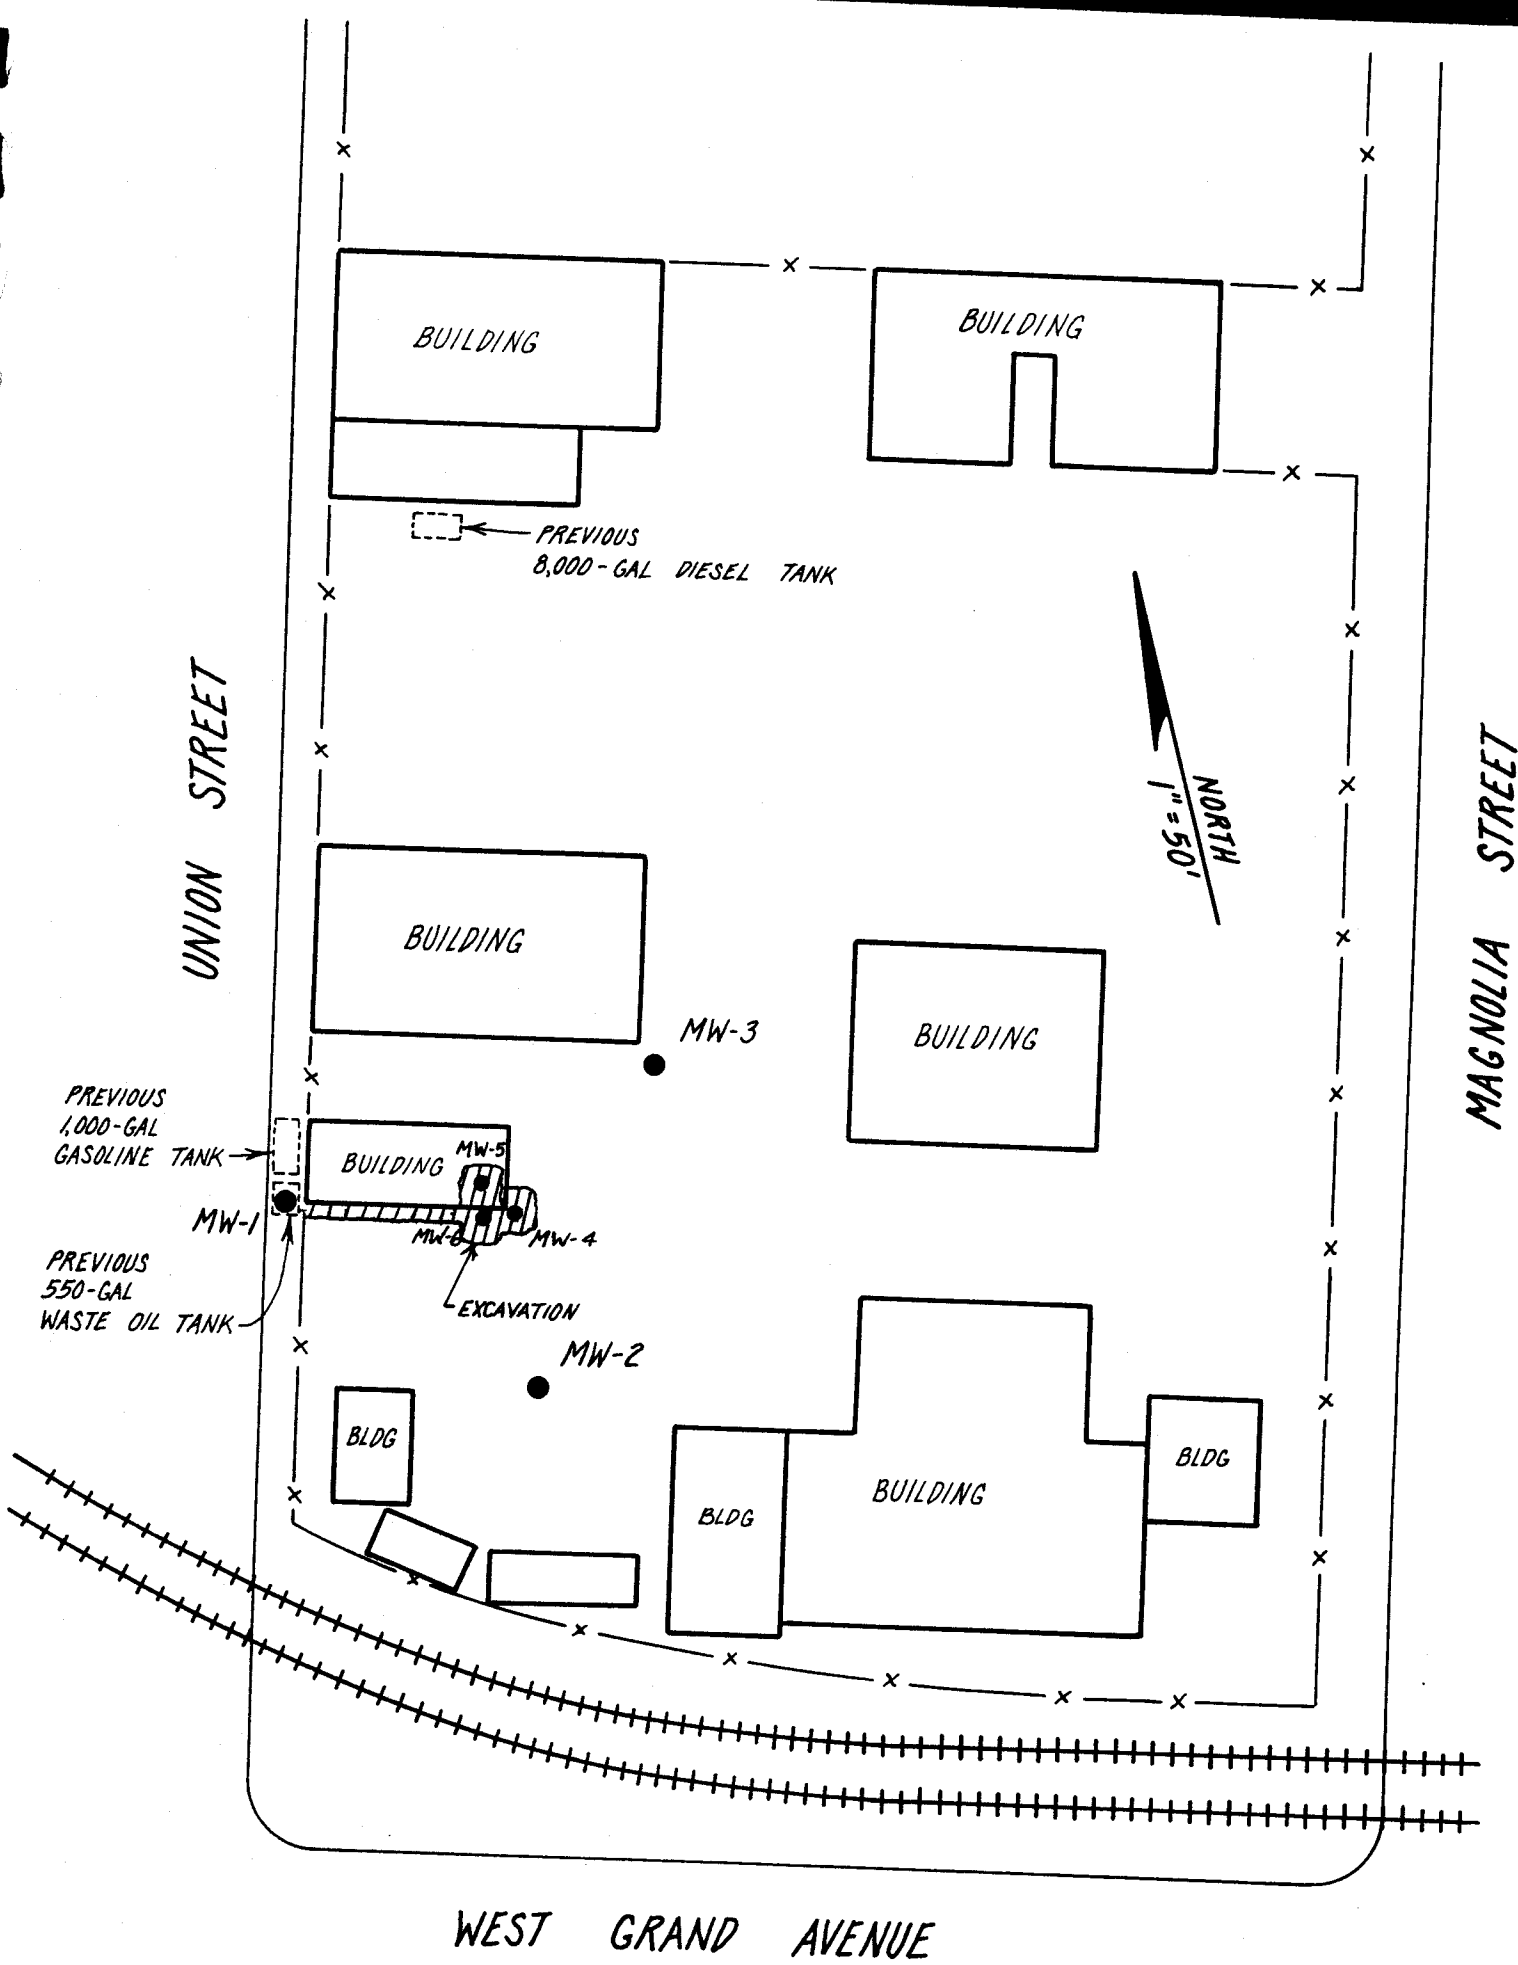 BUILDING
BUILDING
PREVIOUS
8,000-GAL DIESEL TANK
UNION STREET
NORTH
1" = 50'
MAGNOLIA STREET
BUILDING
MW-3
BUILDING
PREVIOUS
1,000-GAL
GASOLINE TANK
BUILDING
MW-5
MW-1
MW-6
MW-4
PREVIOUS
550-GAL
WASTE OIL TANK
EXCAVATION
MW-2
BLDG
BLDG
BUILDING
BLDG
WEST GRAND AVENUE